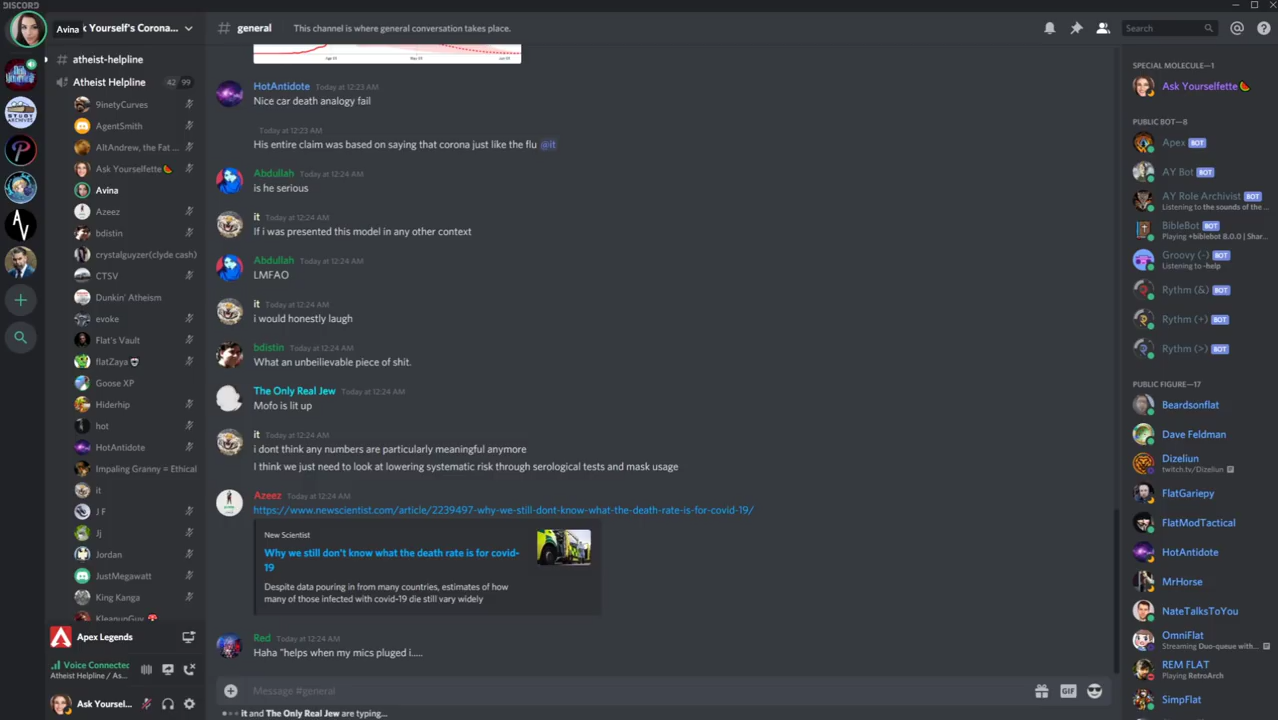 DISCORD
Avina
k Yourself's Corona...
# general
This channel is where general conversation takes place.
Search
# atheist-helpline
Atheist Helpline
42 99
9inetyCurves
AgentSmith
AltAndrew, the Fat ...
Ask Yourselfette 🍉
Avina
Azeez
bdistin
crystalguyzer(clyde cash)
CTSV
Dunkin' Atheism
evoke
Flat's Vault
flatZaya
Goose XP
Hiderhip
hot
HotAntidote
Impaling Granny = Ethical
it
J F
Jj
Jordan
JustMegawatt
King Kanga
KleanupGuy
Apex Legends
Voice Connected
Atheist Helpline / As...
Ask Yoursel...
HotAntidote Today at 12:23 AM
Nice car death analogy fail
Today at 12:23 AM
His entire claim was based on saying that corona just like the flu @it
Abdullah Today at 12:24 AM
is he serious
it Today at 12:24 AM
If i was presented this model in any other context
Abdullah Today at 12:24 AM
LMFAO
it Today at 12:24 AM
i would honestly laugh
bdistin Today at 12:24 AM
What an unbeilievable piece of shit.
The Only Real Jew Today at 12:24 AM
Mofo is lit up
it Today at 12:24 AM
i dont think any numbers are particularly meaningful anymore
I think we just need to look at lowering systematic risk through serological tests and mask usage
Azeez Today at 12:24 AM
https://www.newscientist.com/article/2239497-why-we-still-dont-know-what-the-death-rate-is-for-covid-19/
New Scientist
Why we still don't know what the death rate is for covid-
19
Despite data pouring in from many countries, estimates of how
many of those infected with covid-19 die still vary widely
Red Today at 12:24 AM
Haha "helps when my mics pluged i.....
Message #general
GIF
it and The Only Real Jew are typing...
SPECIAL MOLECULE—1
Ask Yourselfette 🍉
PUBLIC BOT—8
Apex BOT
AY Bot BOT
AY Role Archivist BOT
Listening to the sounds of the...
BibleBot BOT
Playing +biblebot 8.0.0 | Shar...
Groovy (-) BOT
Listening to -help
Rythm (&) BOT
Rythm (+) BOT
Rythm (>) BOT
PUBLIC FIGURE—17
Beardsonflat
Dave Feldman
Dizeliun
twitch.tv/Dizeliun
FlatGariepy
FlatModTactical
HotAntidote
MrHorse
NateTalksToYou
OmniFlat
Streaming Duo-queue with...
REM FLAT
Playing RetroArch
SimpFlat